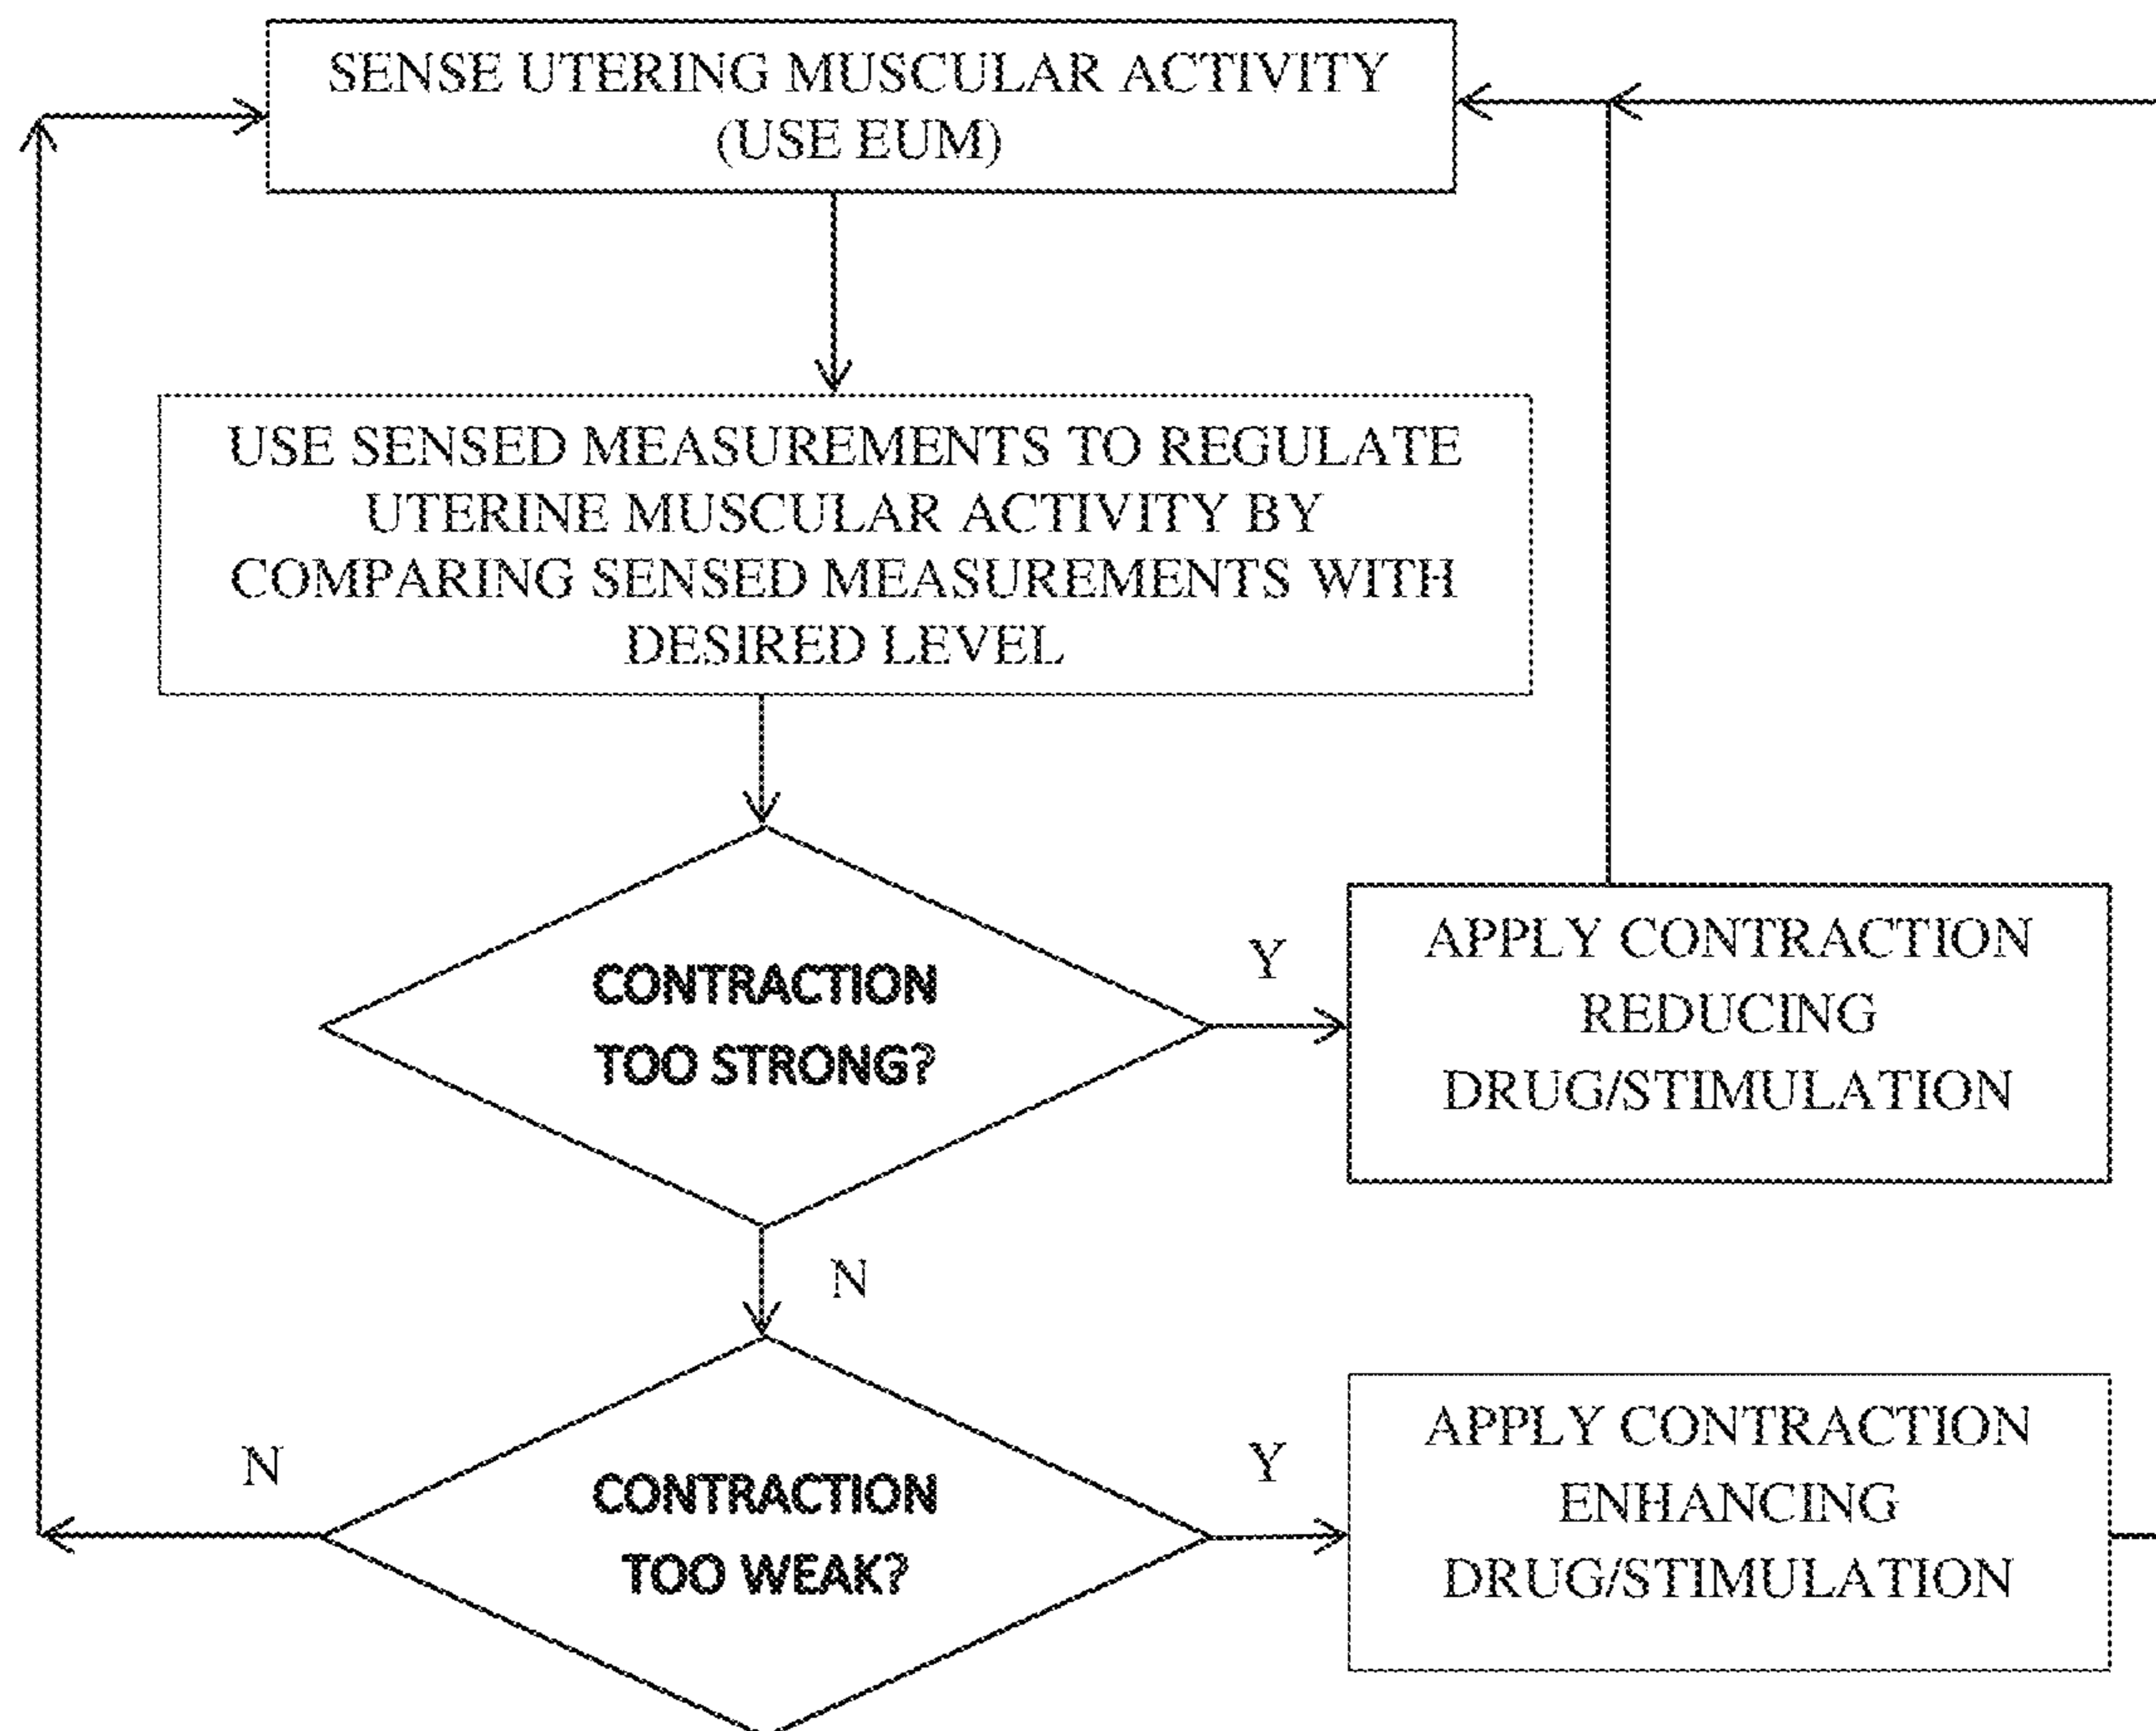 SENSE UTERING MUSCULAR ACTIVITY
(USE EUM)
USE SENSED MEASUREMENTS TO REGULATE
UTERINE MUSCULAR ACTIVITY BY
COMPARING SENSED MEASUREMENTS WITH
DESIRED LEVEL
CONTRACTION
TOO STRONG?
Y
APPLY CONTRACTION
REDUCING
DRUG/STIMULATION
N
CONTRACTION
TOO WEAK?
N
Y
APPLY CONTRACTION
ENHANCING
DRUG/STIMULATION